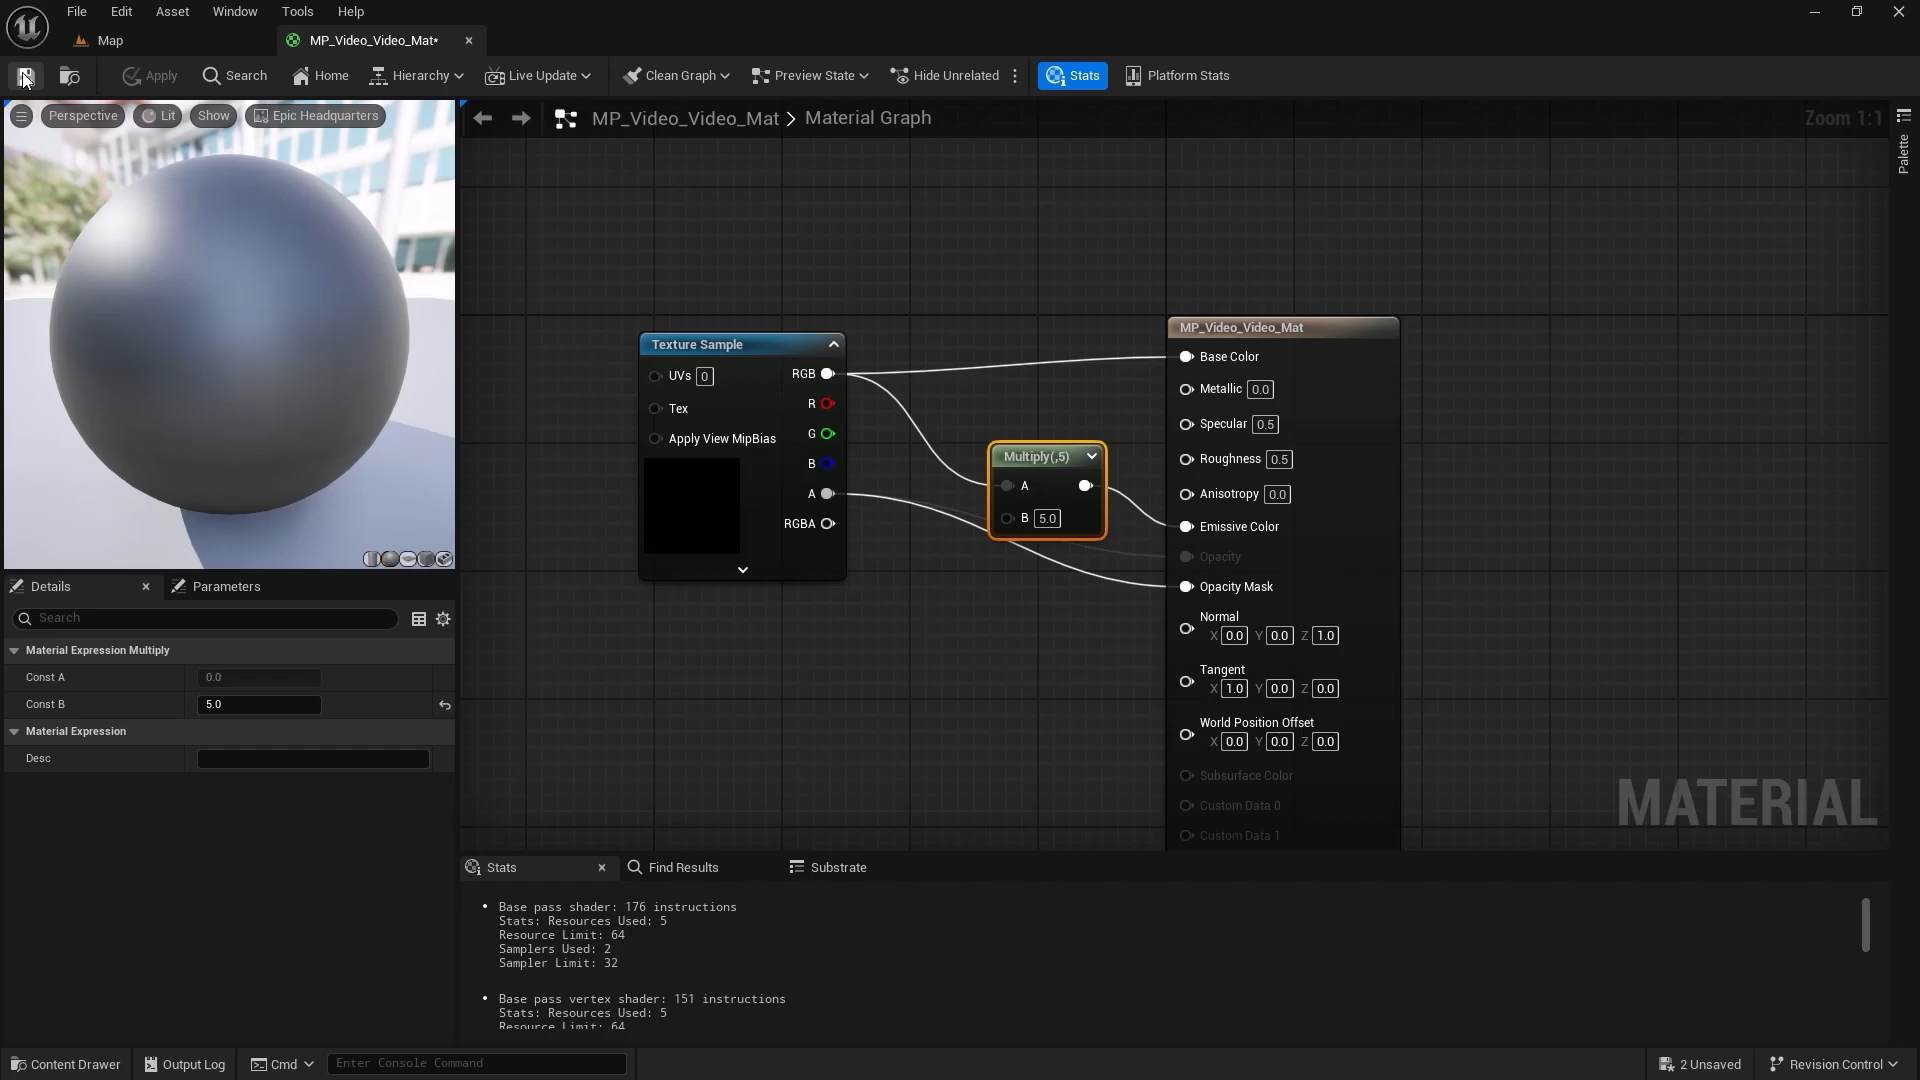 File Edit Asset Window Tools Help
Map
MP_Video_Video_Mat*
Apply Search Home Hierarchy Live Update Clean Graph Preview State Hide Unrelated Stats Platform Stats
Perspective Lit Show Epic Headquarters
MP_Video_Video_Mat > Material Graph
Zoom 1:1
Palette
Texture Sample
UVs 0
Tex
Apply View MipBias
RGB
R
G
B
A
RGBA
Multiply(,5)
A
B 5.0
MP_Video_Video_Mat
Base Color
Metallic 0.0
Specular 0.5
Roughness 0.5
Anisotropy 0.0
Emissive Color
Opacity
Opacity Mask
Normal
X 0.0 Y 0.0 Z 1.0
Tangent
X 1.0 Y 0.0 Z 0.0
World Position Offset
X 0.0 Y 0.0 Z 0.0
Subsurface Color
Custom Data 0
Custom Data 1
MATERIAL
Details Parameters
Search
Material Expression Multiply
Const A 0.0
Const B 5.0
Material Expression
Desc
Stats Find Results Substrate
• Base pass shader: 176 instructions
Stats: Resources Used: 5
Resource Limit: 64
Samplers Used: 2
Sampler Limit: 32
• Base pass vertex shader: 151 instructions
Stats: Resources Used: 5
Resource Limit: 64
Content Drawer Output Log Cmd Enter Console Command 2 Unsaved Revision Control